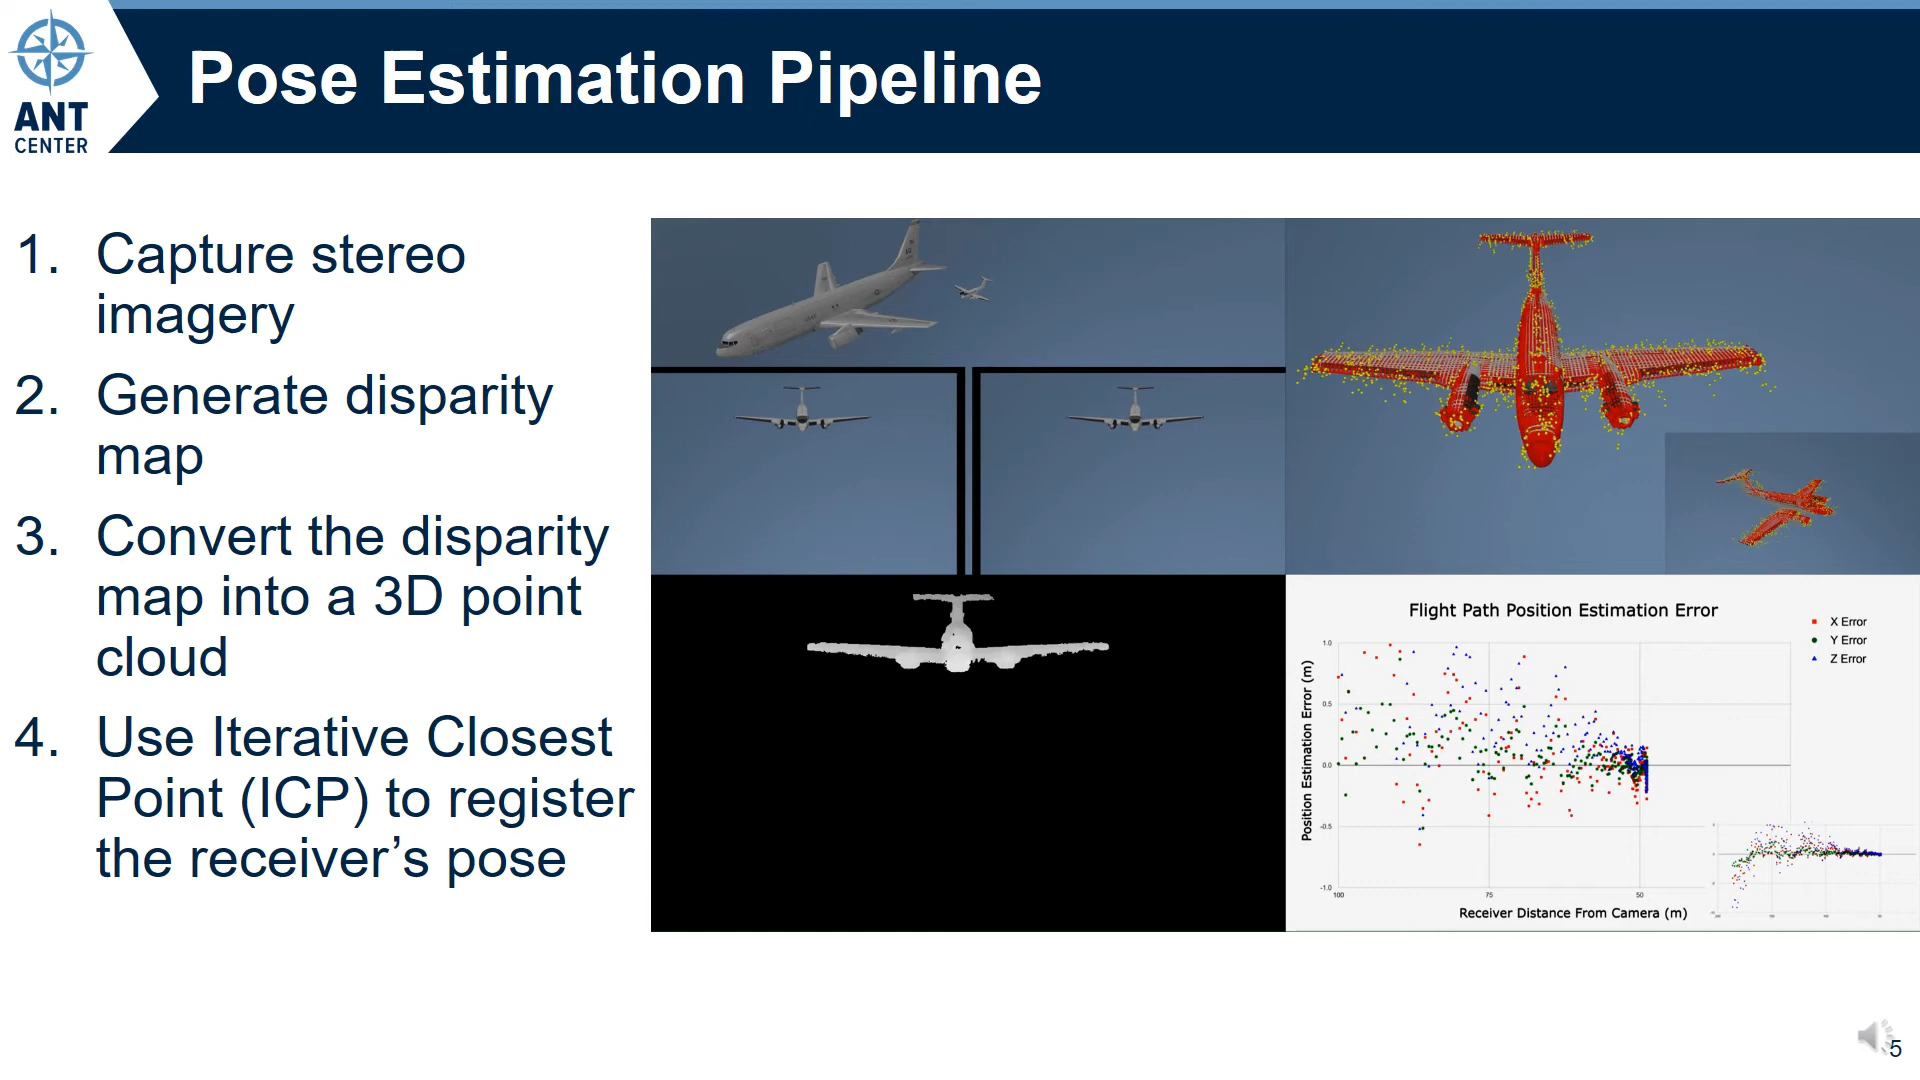 ANT
CENTER
Pose Estimation Pipeline
1. Capture stereo
imagery
2. Generate disparity
map
3. Convert the disparity
map into a 3D point
cloud
4. Use Iterative Closest
Point (ICP) to register
the receiver’s pose
Flight Path Position Estimation Error
X Error
Y Error
Z Error
Position Estimation Error (m)
1.0
0.5
0.0
-0.5
-1.0
100
75
50
Receiver Distance From Camera (m)
5